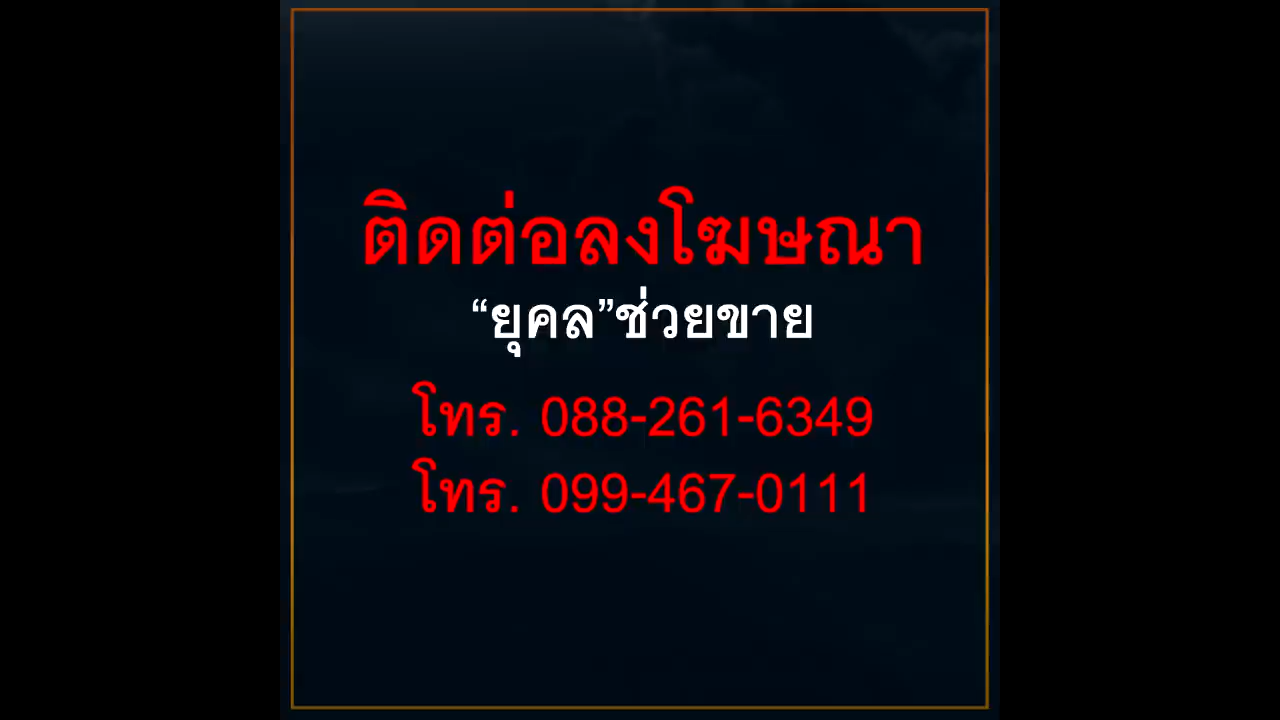 ติดต่อลงโฆษณา
“ยุคล”ช่วยขาย
โทร. 088-261-6349
โทร. 099-467-0111